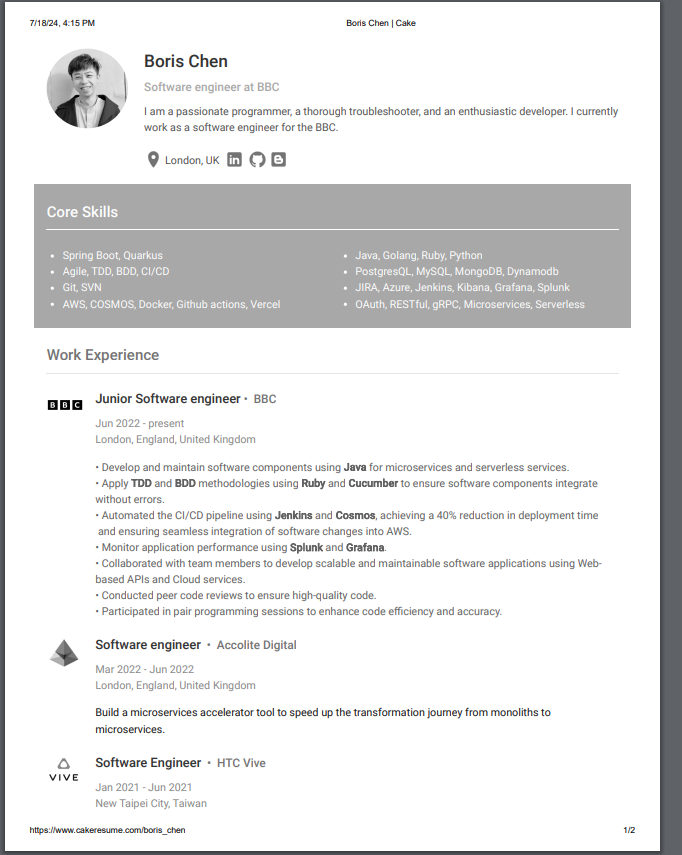 7/18/24, 4:15 PM
Boris Chen | Cake
Boris Chen
Software engineer at BBC
I am a passionate programmer, a thorough troubleshooter, and an enthusiastic developer. I currently
work as a software engineer for the BBC.
London, UK
in
Core Skills
• Spring Boot, Quarkus
• Agile, TDD, BDD, CI/CD
• Git, SVN
• AWS, COSMOS, Docker, Github actions, Vercel
• Java, Golang, Ruby, Python
• PostgresQL, MySQL, MongoDB, Dynamodb
• JIRA, Azure, Jenkins, Kibana, Grafana, Splunk
• OAuth, RESTful, gRPC, Microservices, Serverless
Work Experience
BBC
Junior Software engineer • BBC
Jun 2022 - present
London, England, United Kingdom
• Develop and maintain software components using Java for microservices and serverless services.
• Apply TDD and BDD methodologies using Ruby and Cucumber to ensure software components integrate
without errors.
• Automated the CI/CD pipeline using Jenkins and Cosmos, achieving a 40% reduction in deployment time
and ensuring seamless integration of software changes into AWS.
• Monitor application performance using Splunk and Grafana.
• Collaborated with team members to develop scalable and maintainable software applications using Web-
based APIs and Cloud services.
• Conducted peer code reviews to ensure high-quality code.
• Participated in pair programming sessions to enhance code efficiency and accuracy.
Software engineer • Accolite Digital
Mar 2022 - Jun 2022
London, England, United Kingdom
Build a microservices accelerator tool to speed up the transformation journey from monoliths to
microservices.
VIVE
Software Engineer • HTC Vive
Jan 2021 - Jun 2021
New Taipei City, Taiwan
https://www.cakeresume.com/boris_chen
1/2